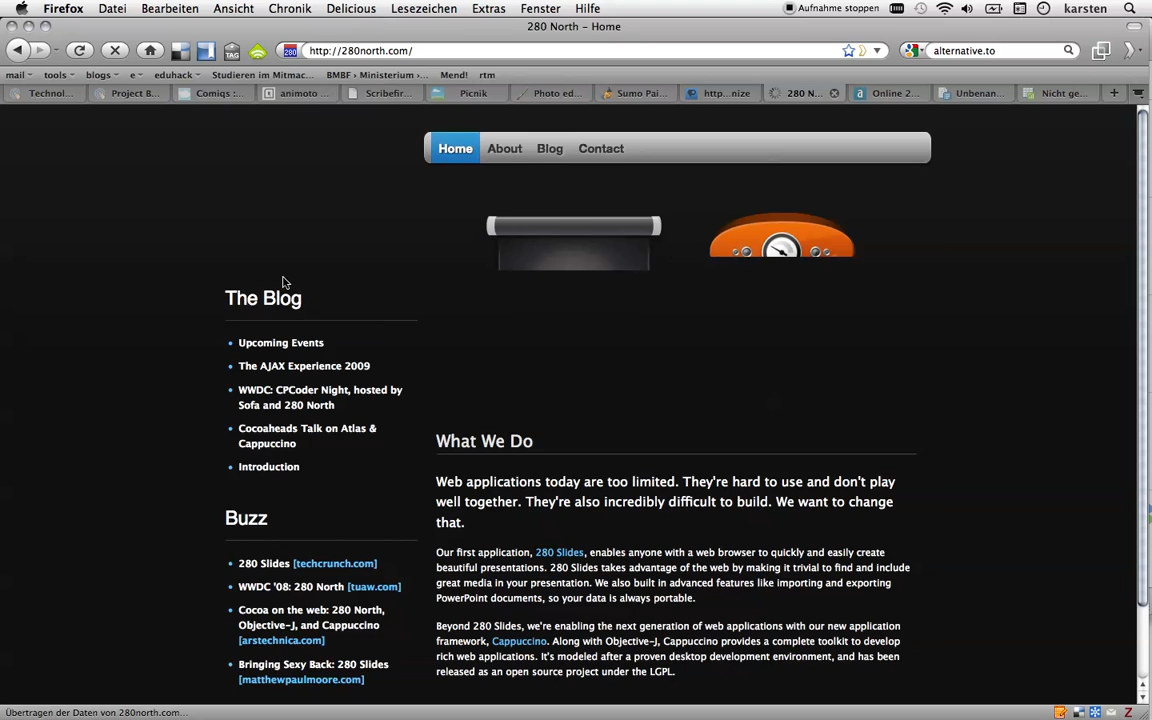 Firefox Datei Bearbeiten Ansicht Chronik Delicious Lesezeichen Extras Fenster Hilfe Aufnahme stoppen karsten
280 North – Home
TAG 280 http://280north.com/ alternative.to
mail tools blogs e eduhack Studieren im Mitmac... BMBF › Ministerium ›... Mend! rtm
Technol... Project B... Comiqs :... animoto ... Scribefir... Picnik Photo ed... Sumo Pai... http...nize 280 N... Online 2... Unbenan... Nicht ge...
Home About Blog Contact
The Blog
Upcoming Events
The AJAX Experience 2009
WWDC: CPCoder Night, hosted by
Sofa and 280 North
Cocoaheads Talk on Atlas &
Cappuccino
Introduction
Buzz
280 Slides [techcrunch.com]
WWDC '08: 280 North [tuaw.com]
Cocoa on the web: 280 North,
Objective-J, and Cappuccino
[arstechnica.com]
Bringing Sexy Back: 280 Slides
[matthewpaulmoore.com]
What We Do
Web applications today are too limited. They're hard to use and don't play
well together. They're also incredibly difficult to build. We want to change
that.
Our first application, 280 Slides, enables anyone with a web browser to quickly and easily create
beautiful presentations. 280 Slides takes advantage of the web by making it trivial to find and include
great media in your presentation. We also built in advanced features like importing and exporting
PowerPoint documents, so your data is always portable.
Beyond 280 Slides, we're enabling the next generation of web applications with our new application
framework, Cappuccino. Along with Objective-J, Cappuccino provides a complete toolkit to develop
rich web applications. It's modeled after a proven desktop development environment, and has been
released as an open source project under the LGPL.
Übertragen der Daten von 280north.com...